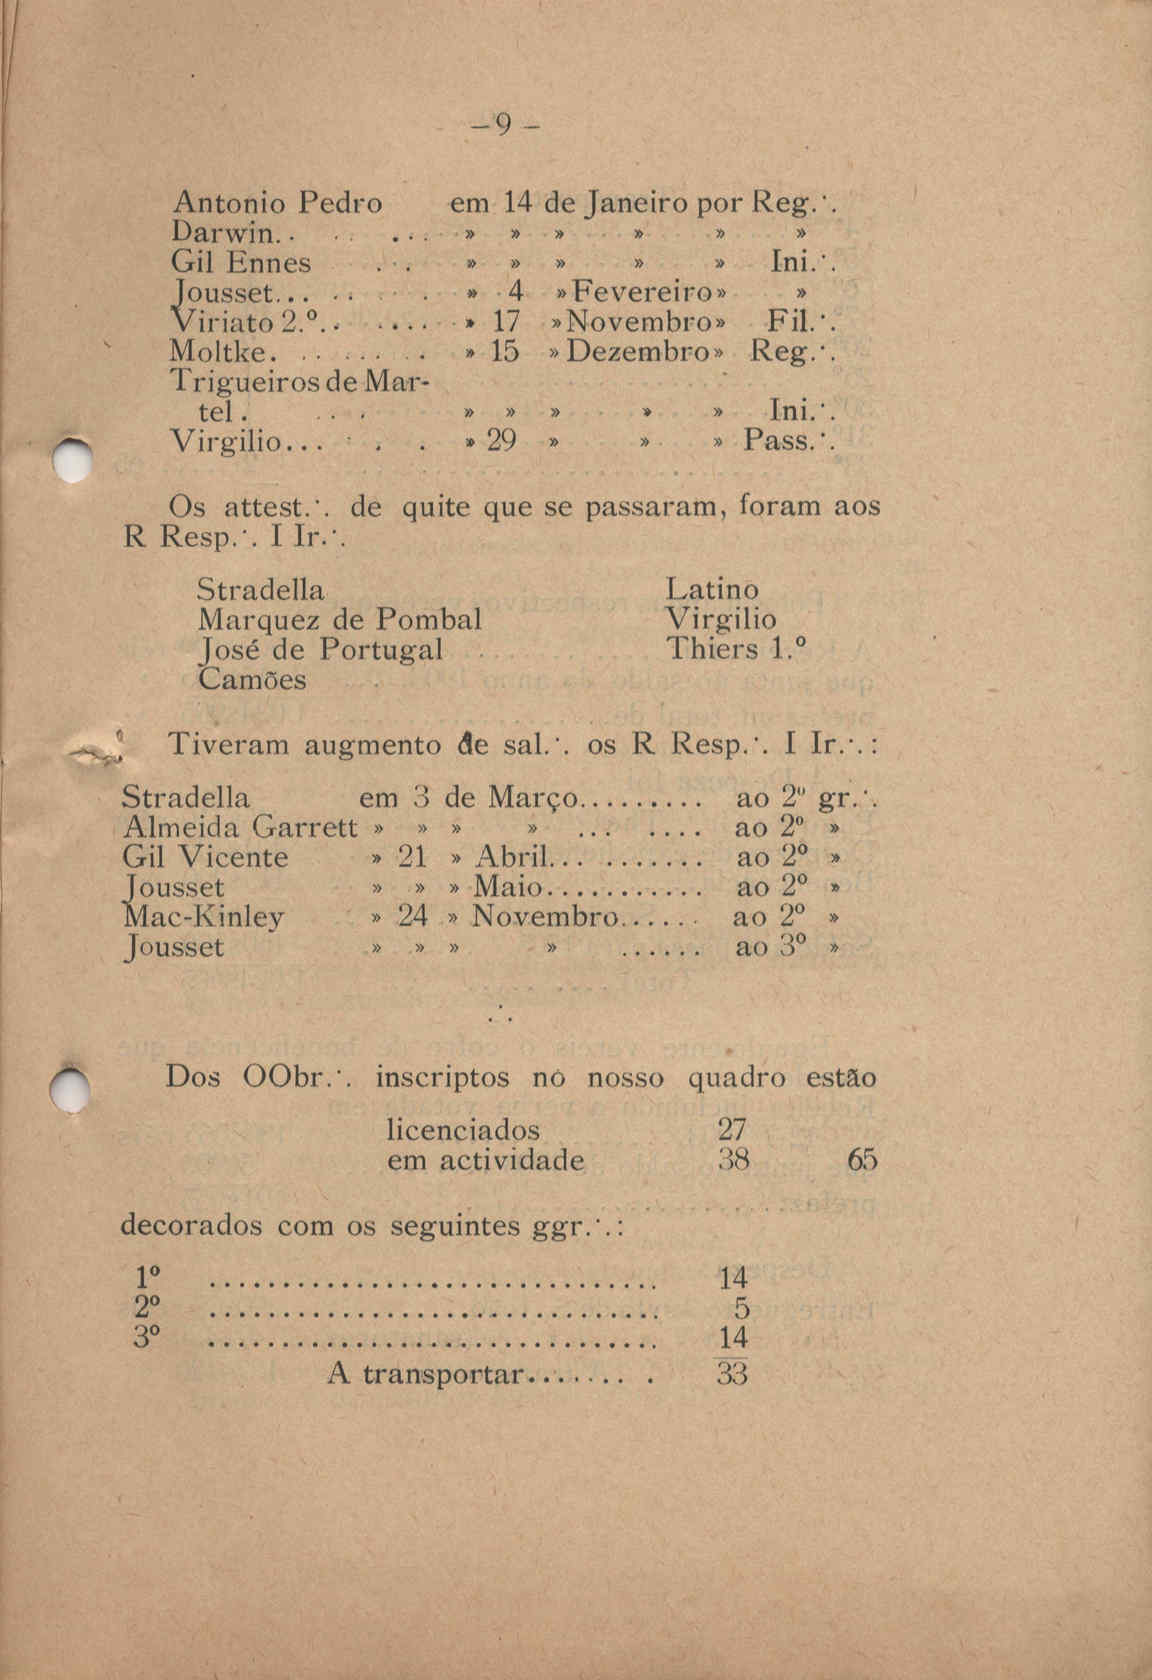 —9—
Antonio Pedro em 14 de Janeiro por Reg.∴
Darwin.. .. .... » » » » » »
Gil Ennes ... » » » » » Ini.∴
Jousset... .. . . » 4 » Fevereiro » »
Viriato 2.º.. ..... » 17 » Novembro » Fil.∴
Moltke. ........ » 15 » Dezembro » Reg.∴
Trigueiros de Mar-
tel. ... » » » » » Ini.∴
Virgilio... . . . » 29 » » » Pass.∴
Os attest.∴ de quite que se passaram, foram aos
R Resp.∴ I Ir.∴
Stradella Latino
Marquez de Pombal Virgilio
José de Portugal Thiers 1.º
Camões
Tiveram augmento de sal.∴ os R Resp.∴ I Ir.∴:
Stradella em 3 de Março......... ao 2º gr.∴
Almeida Garrett » » » » ... .... ao 2º »
Gil Vicente » 21 » Abril........... ao 2º »
Jousset » » » Maio........... ao 2º »
Mac-Kinley » 24 » Novembro...... ao 2º »
Jousset » » » » ...... ao 3º »
∴
Dos OObr.∴ inscriptos no nosso quadro estão
licenciados 27
em actividade 38 65
decorados com os seguintes ggr.∴:
1º ............................... 14
2º ............................... 5
3º ............................... 14
A transportar........ 33